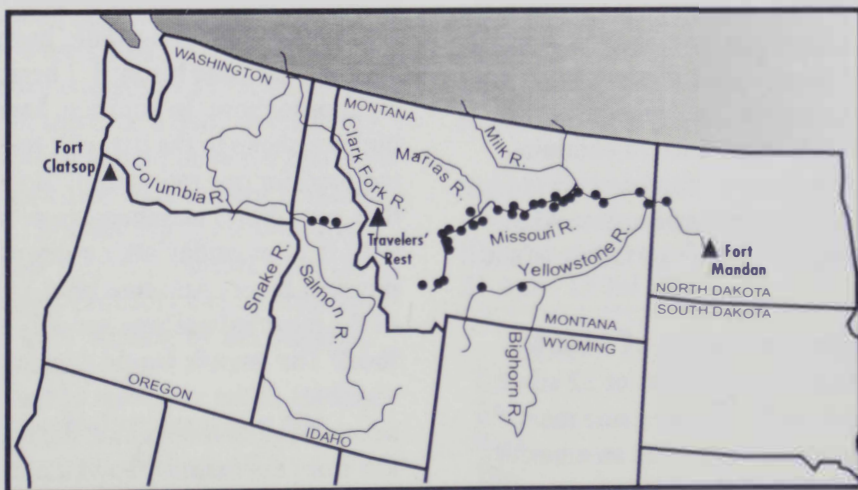 WASHINGTON
MONTANA
Fort
Clatsop
Columbia R.
Clark Fork R.
Marias R.
Milk R.
Travelers'
Rest
Missouri R.
Yellowstone R.
Fort
Mandan
Snake R.
Salmon R.
NORTH DAKOTA
SOUTH DAKOTA
MONTANA
WYOMING
Bighorn R.
OREGON
IDAHO